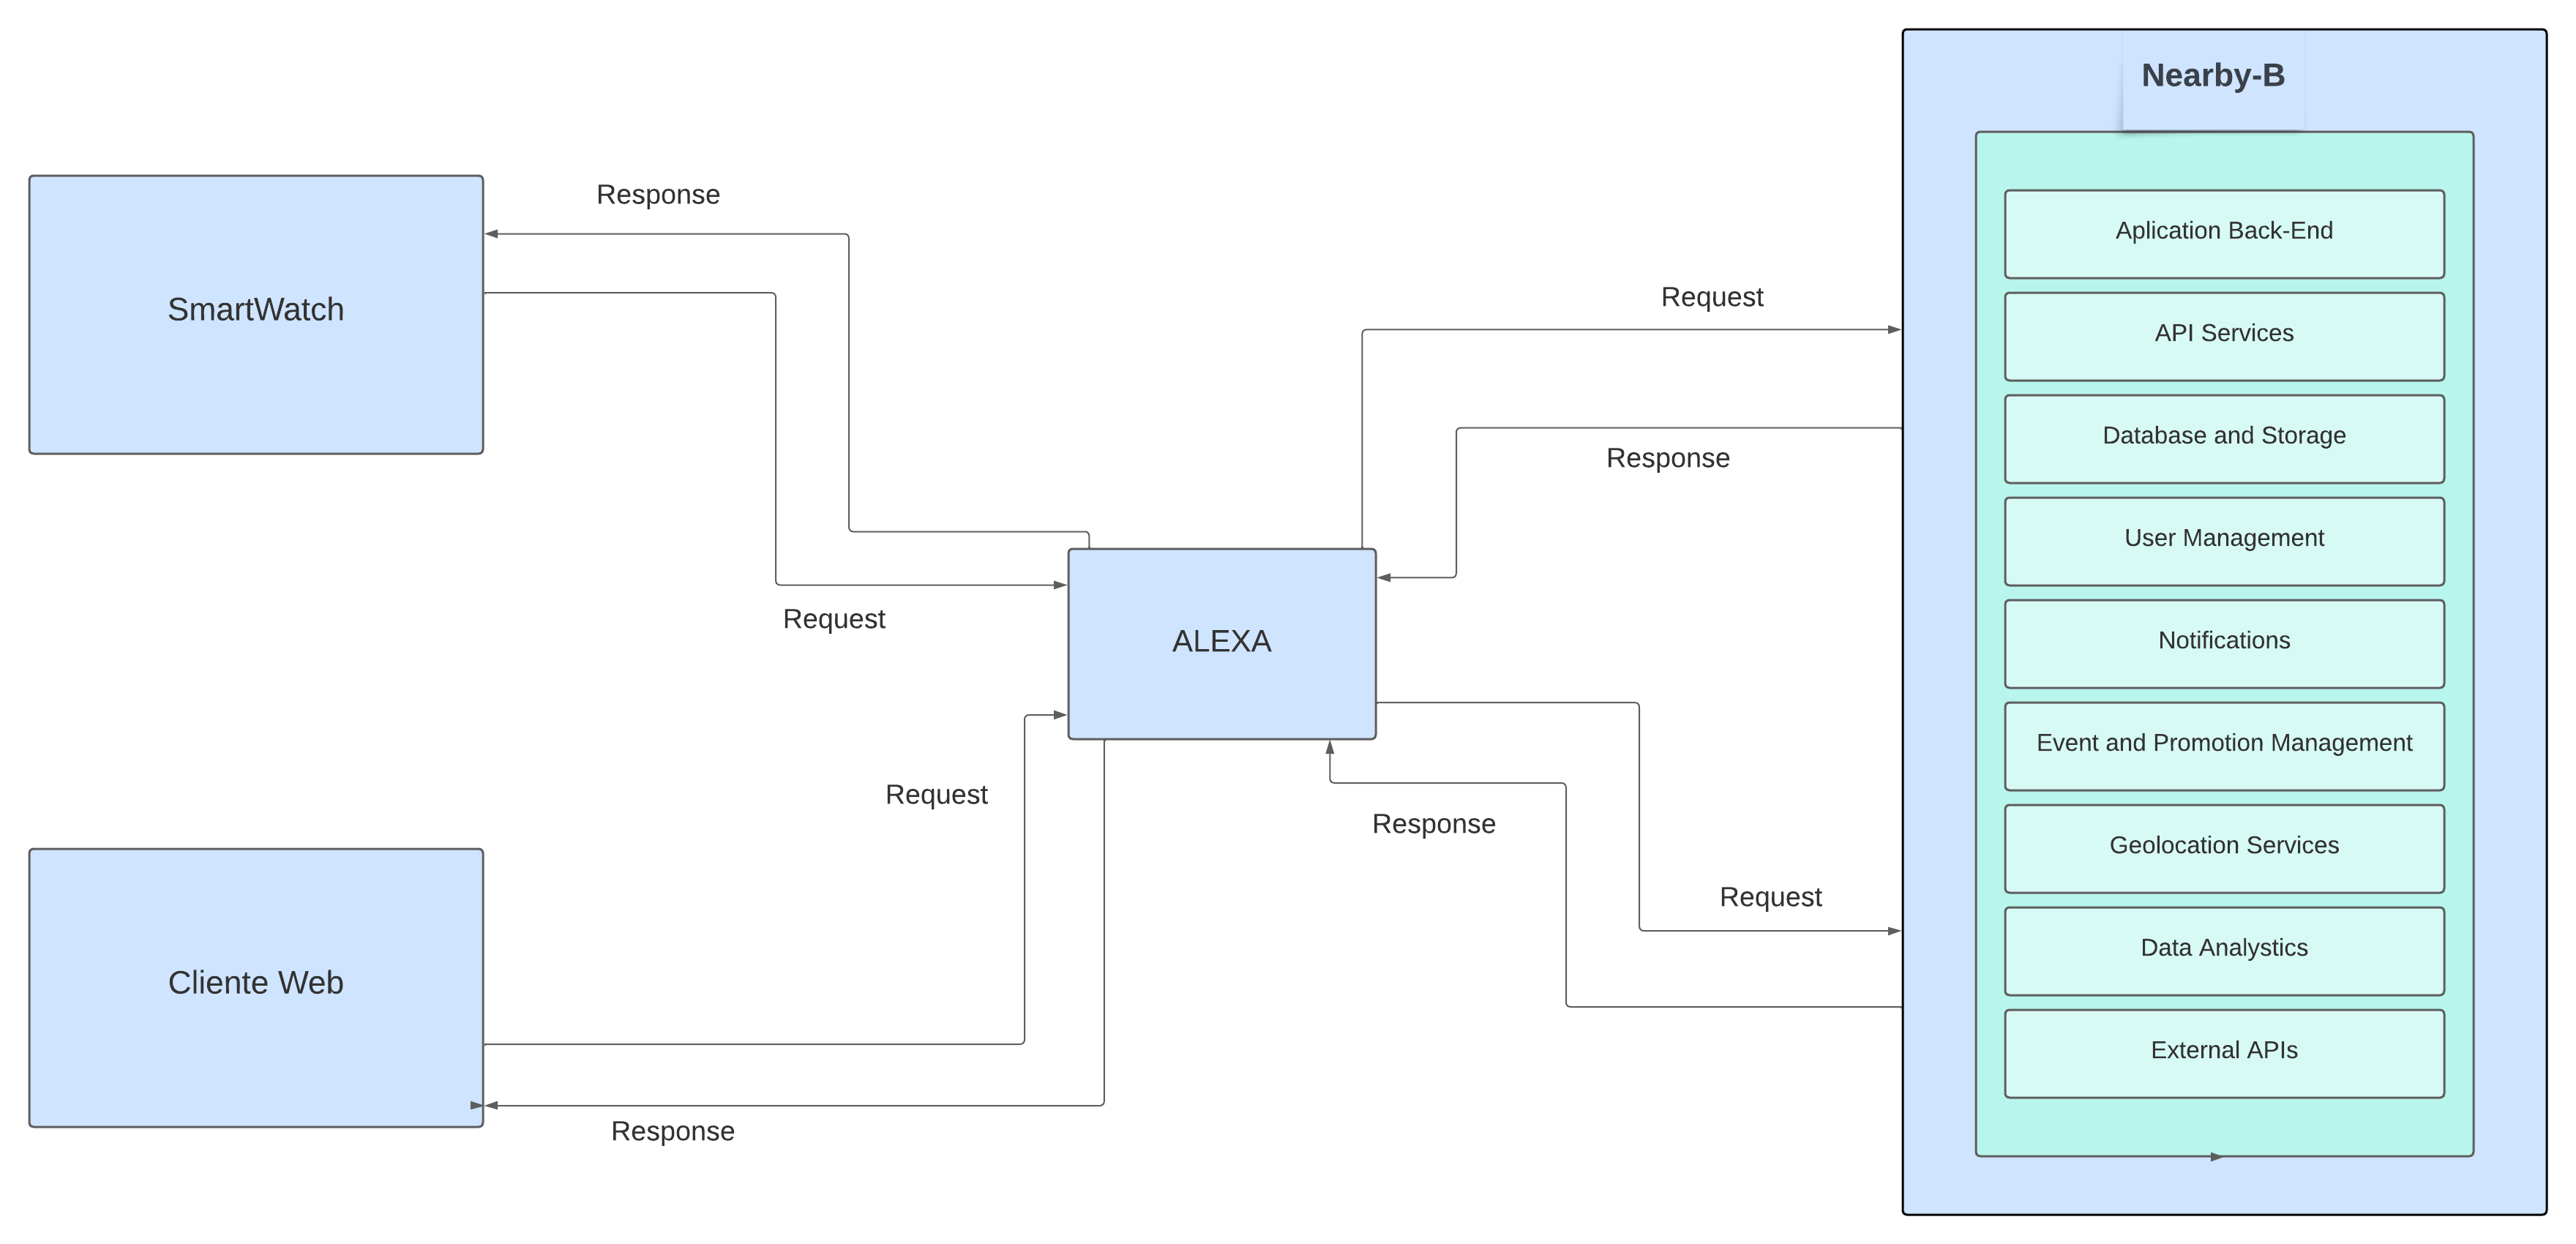 Nearby-B
Response
SmartWatch
Request
ALEXA
Request
Response
Request
Cliente Web
Response
Response
Request
Aplication Back-End
API Services
Database and Storage
User Management
Notifications
Event and Promotion Management
Geolocation Services
Data Analystics
External APIs